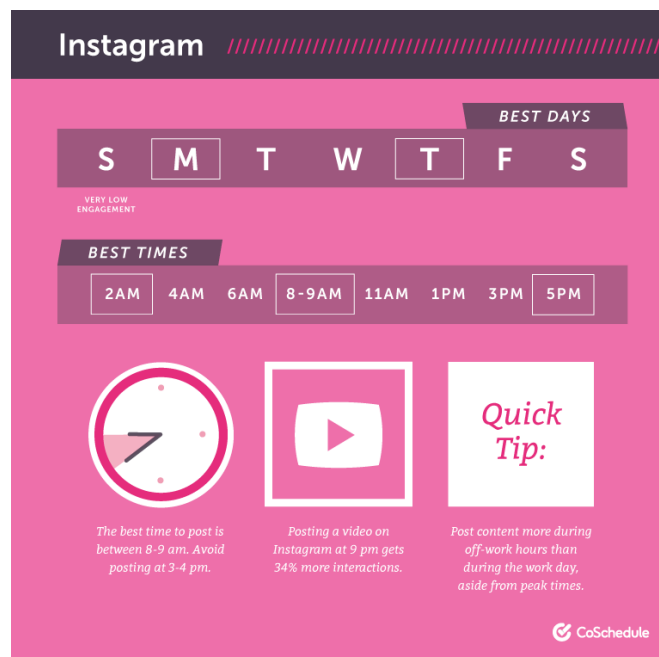 Instagram
BEST DAYS
S M T W T F S
VERY LOW
ENGAGEMENT
BEST TIMES
2AM 4AM 6AM 8-9AM 11AM 1PM 3PM 5PM
Quick
Tip:
The best time to post is
between 8-9 am. Avoid
posting at 3-4 pm.
Posting a video on
Instagram at 9 pm gets
34% more interactions.
Post content more during
off-work hours than
during the work day,
aside from peak times.
CoSchedule